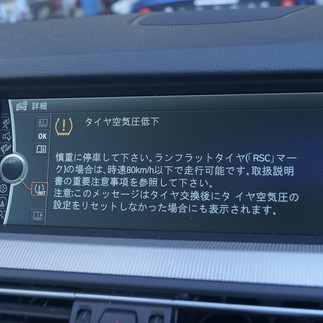 詳細
タイヤ空気圧低下
OK
慎重に停車して下さい。ランフラットタイヤ(｢RSC｣マー
ク)の場合は、時速80km/h以下で走行可能です。取扱説明
書の重要注意事項を参照して下さい。
注意:このメッセージはタイヤ交換後にタ イヤ空気圧の
設定をリセットしなかった場合にも表示されます。